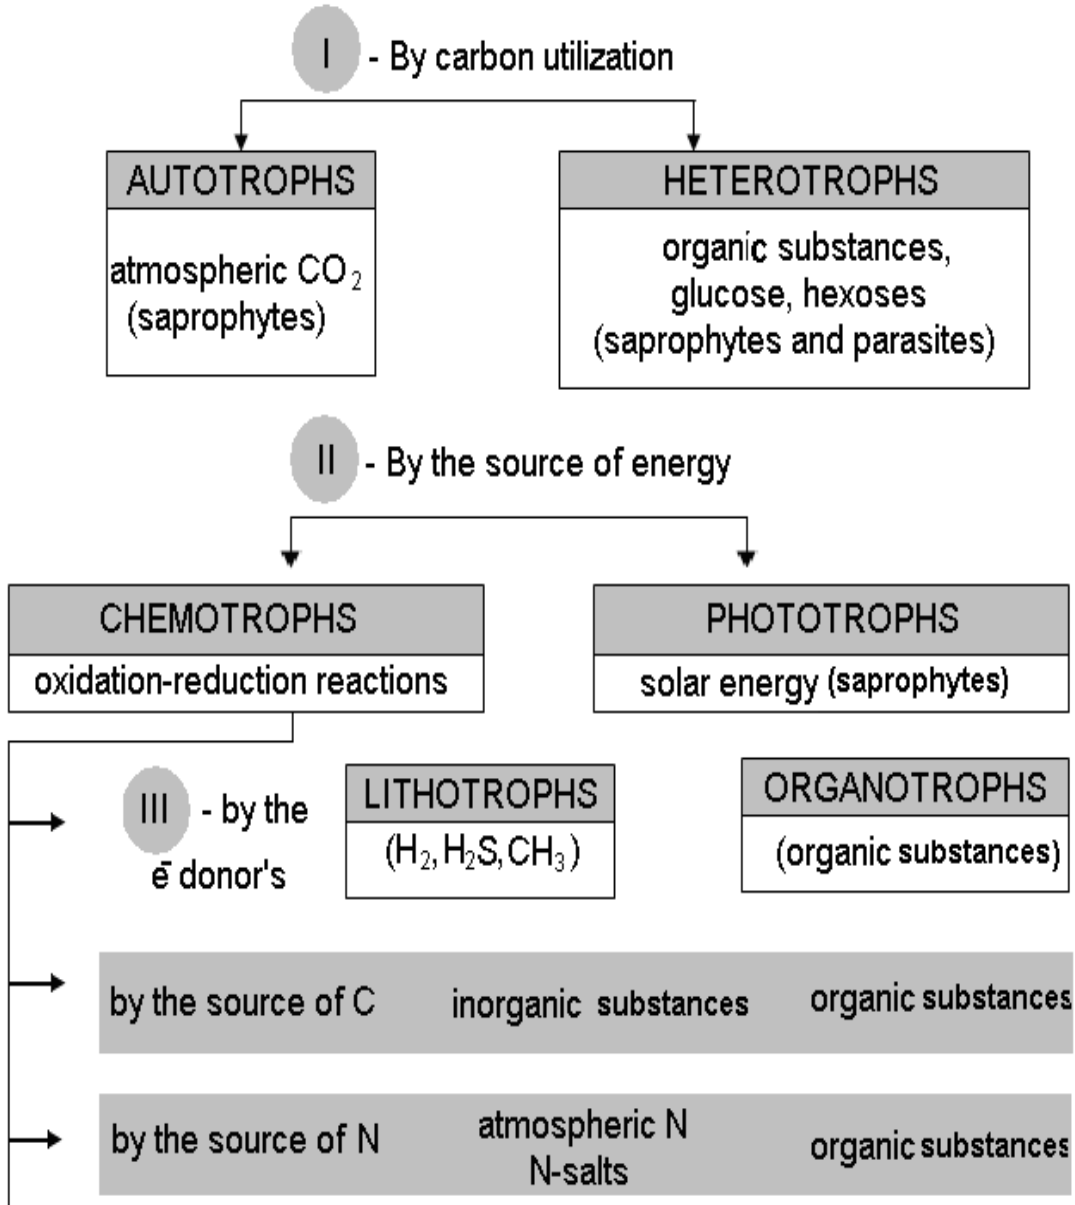 I - By carbon utilization
AUTOTROPHS
atmospheric CO₂
(saprophytes)
HETEROTROPHS
organic substances,
glucose, hexoses
(saprophytes and parasites)
II - By the source of energy
CHEMOTROPHS
oxidation-reduction reactions
PHOTOTROPHS
solar energy (saprophytes)
III - by the
ē donor's
LITHOTROPHS
(H₂, H₂S, CH₃)
ORGANOTROPHS
(organic substances)
by the source of C inorganic substances organic substances
by the source of N atmospheric N
N-salts
organic substances